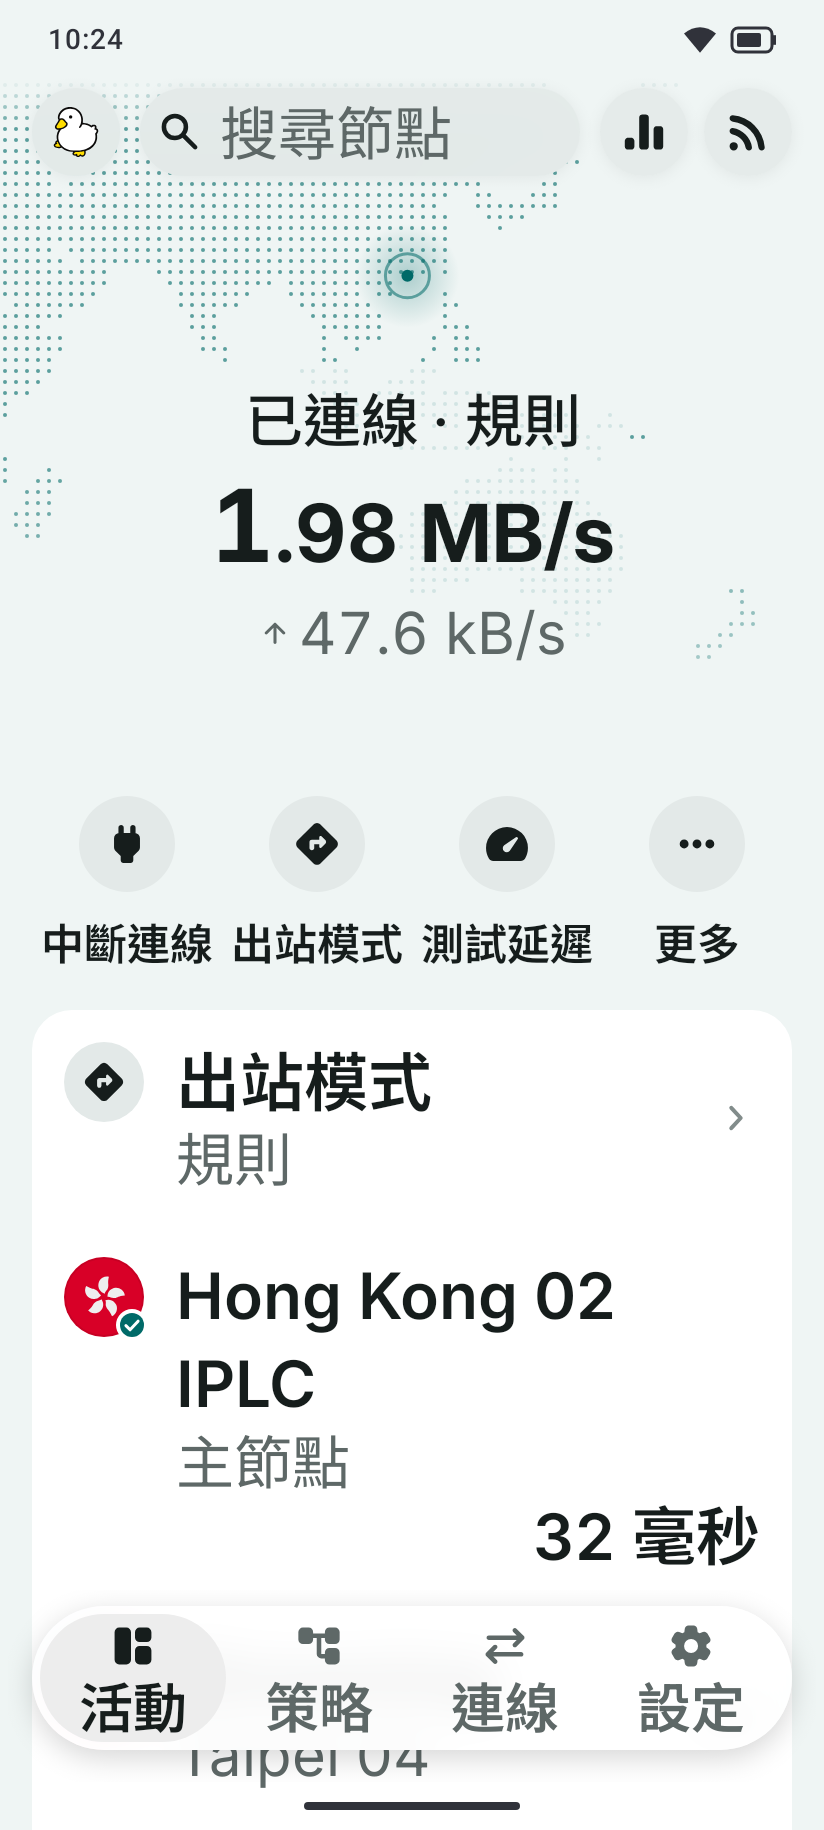 10:24
搜尋節點
已連線 · 規則
1.98 MB/s
↑ 47.6 kB/s
中斷連線
出站模式
測試延遲
更多
出站模式
規則
Hong Kong 02
IPLC
主節點
32 毫秒
活動
策略
連線
設定
Taipei 04